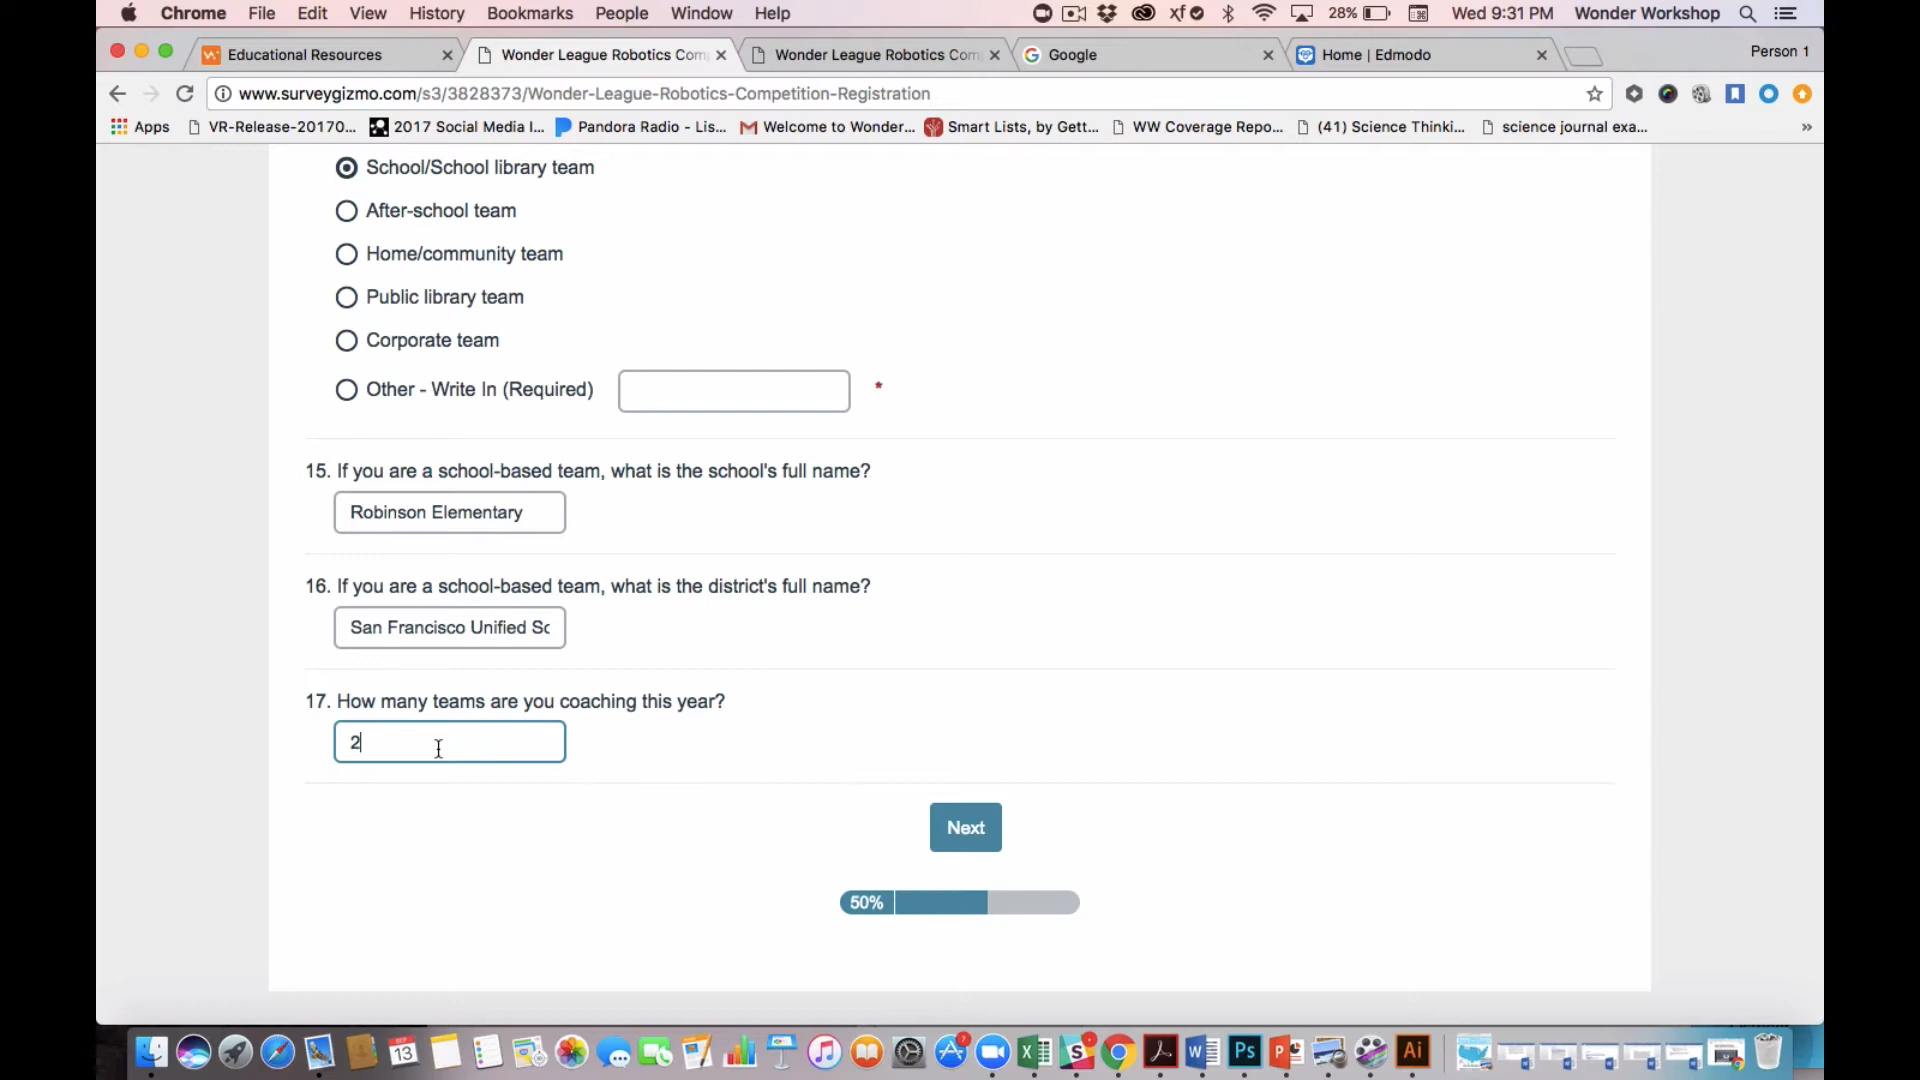 Chrome File Edit View History Bookmarks People Window Help 28% Wed 9:31 PM Wonder Workshop
Educational Resources Wonder League Robotics Com Wonder League Robotics Com Google Home | Edmodo Person 1
www.surveygizmo.com/s3/3828373/Wonder-League-Robotics-Competition-Registration
Apps VR-Release-20170... 2017 Social Media I... Pandora Radio - Lis... Welcome to Wonder... Smart Lists, by Gett... WW Coverage Repo... (41) Science Thinki... science journal exa... »
School/School library team
After-school team
Home/community team
Public library team
Corporate team
Other - Write In (Required) *
15. If you are a school-based team, what is the school's full name?
Robinson Elementary
16. If you are a school-based team, what is the district's full name?
San Francisco Unified Sc
17. How many teams are you coaching this year?
2
Next
50%
SEP
13
7
Ps
Ai